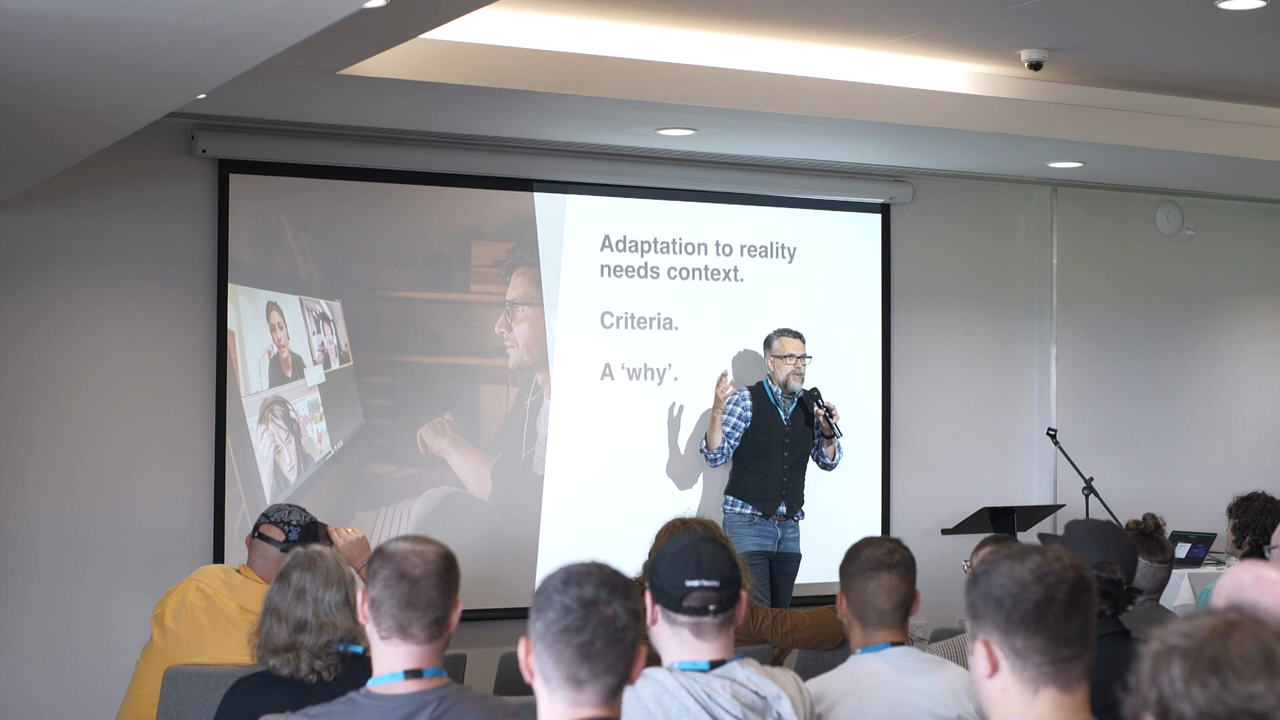 Adaptation to reality
needs context.
Criteria.
A ‘why’.